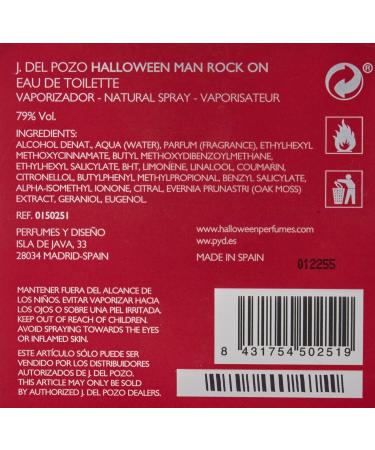 J. DEL POZO HALLOWEEN MAN ROCK ON
EAU DE TOILETTE
VAPORIZADOR - NATURAL SPRAY - VAPORISATEUR
79% Vol.
INGREDIENTS:
ALCOHOL DENAT., AQUA (WATER), PARFUM (FRAGRANCE), ETHYLHEXYL
METHOXYCINNAMATE, BUTYL METHOXYDIBENZOYLMETHANE,
ETHYLHEXYL SALICYLATE, BHT, LIMONENE, LINALOOL, COUMARIN,
CITRONELLOL, BUTYLPHENYL METHYLPROPIONAL, BENZYL SALICYLATE,
ALPHA-ISOMETHYL IONONE, CITRAL, EVERNIA PRUNASTRI (OAK MOSS)
EXTRACT, GERANIOL, EUGENOL.
REF. 0150251
PERFUMES Y DISEÑO
ISLA DE JAVA, 33
28034 MADRID-SPAIN
www.halloweenperfumes.com
www.pyd.es
MADE IN SPAIN
012255
MANTENER FUERA DEL ALCANCE DE
LOS NIÑOS. EVITAR VAPORIZAR HACIA
LOS OJOS O SOBRE UNA PIEL IRRITADA.
KEEP OUT OF REACH OF CHILDREN.
AVOID SPRAYING TOWARDS THE EYES
OR INFLAMED SKIN.
ESTE ARTÍCULO SÓLO PUEDE SER
VENDIDO POR LOS DISTRIBUIDORES
AUTORIZADOS DE J. DEL POZO.
THIS ARTICLE MAY ONLY BE SOLD
BY AUTHORIZED J. DEL POZO DEALERS.
8 431754 502519
®